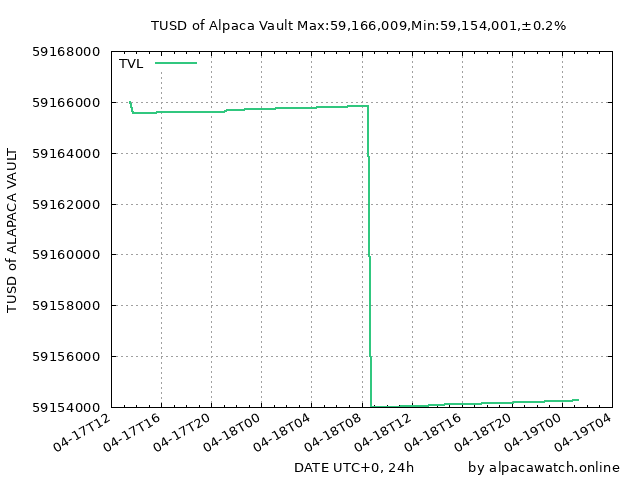 TUSD of Alpaca Vault Max:59,166,009,Min:59,154,001,±0.2%
TVL
59168000
59166000
59164000
59162000
59160000
59158000
59156000
59154000
TUSD of ALAPACA VAULT
04-17T12
04-17T16
04-17T20
04-18T00
04-18T04
04-18T08
04-18T12
04-18T16
04-18T20
04-19T00
04-19T04
DATE UTC+0, 24h
by alpacawatch.online